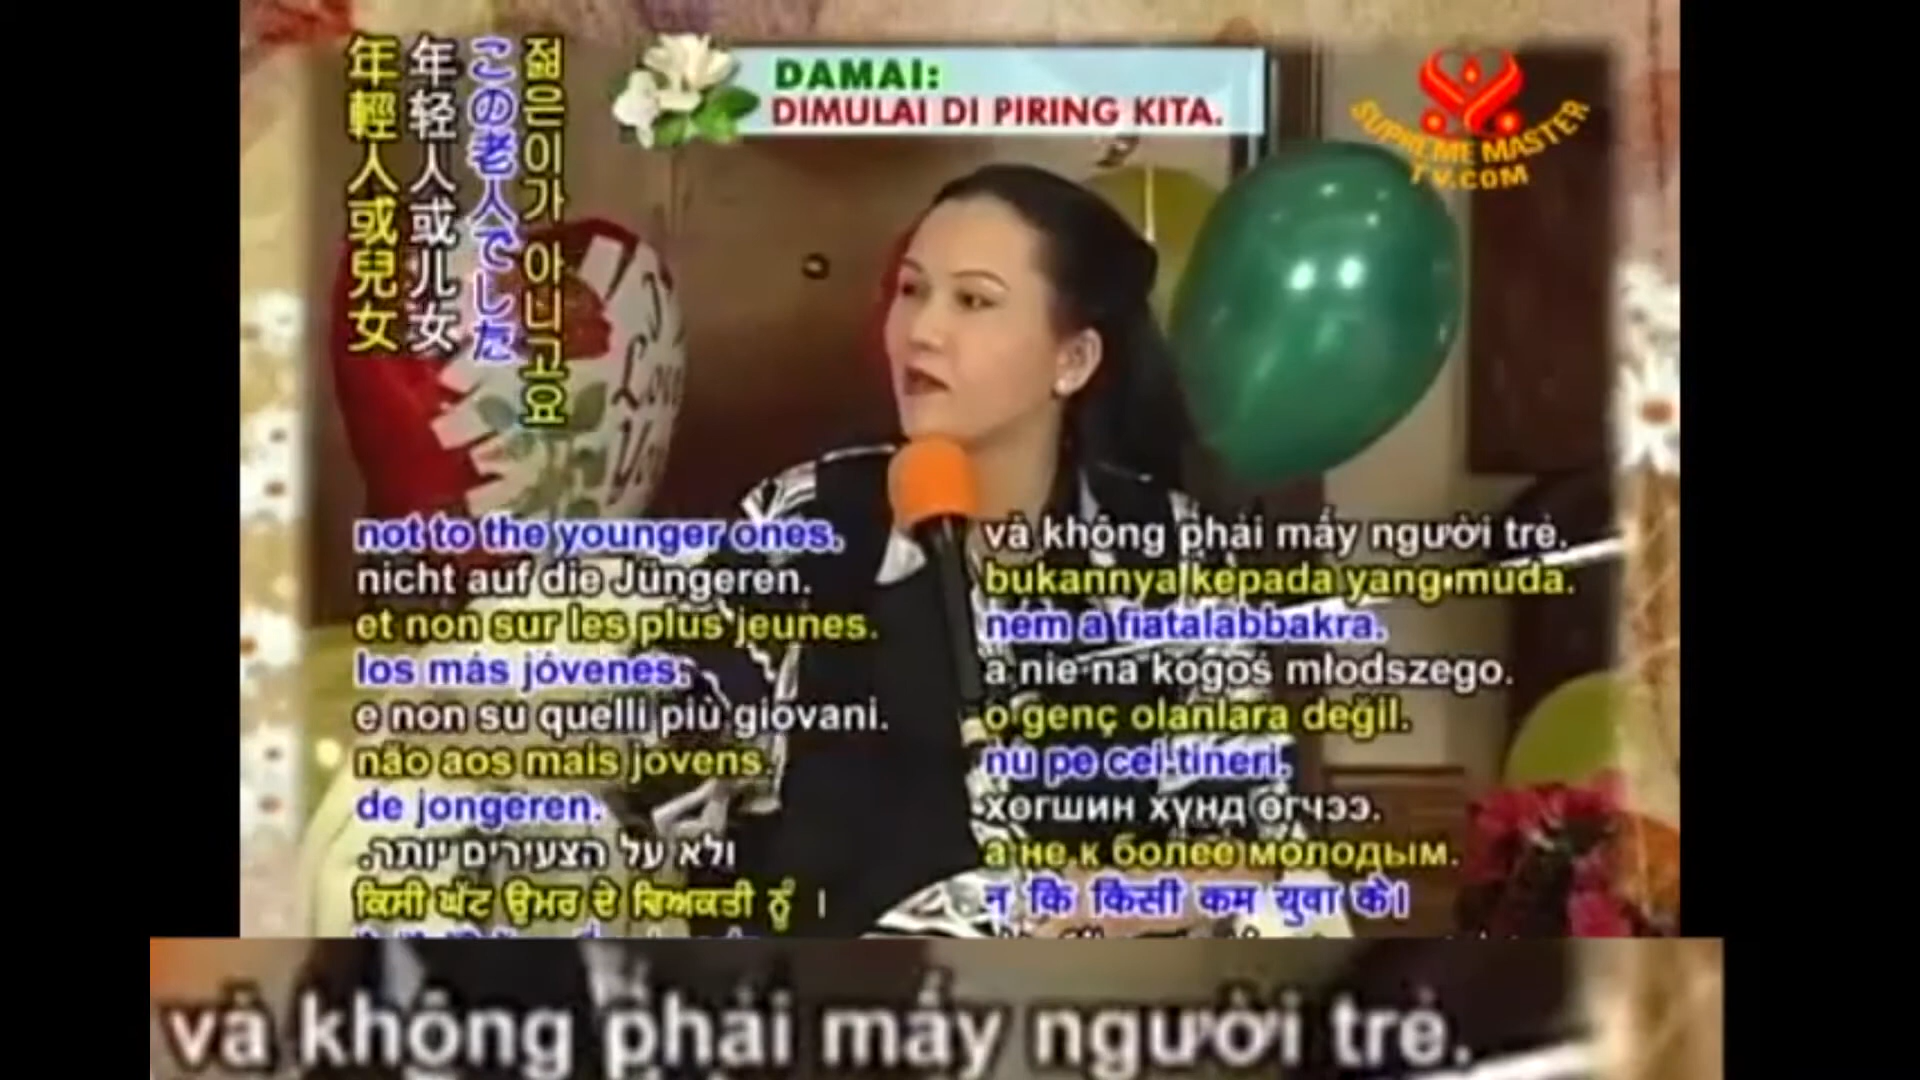 젊은이가 아니고요
この老人でした
年轻人或儿女
年輕人或兒女
DAMAI:
DIMULAI DI PIRING KITA.
SUPREME MASTER
TV.COM
I
Love
You
not to the younger ones.
nicht auf die Jüngeren.
et non sur les plus jeunes.
los más jóvenes.
e non su quelli più giovani.
não aos mais jovens.
de jongeren.
ולא על הצעירים יותר.
ਕਿਸੀ ਘੱਟ ਉਮਰ ਦੇ ਵਿਅਕਤੀ ਨੂੰ ।
và không phải mấy người trẻ.
bukannya kepada yang muda.
nem a fiatalabbakra.
a nie na kogoś młodszego.
o genç olanlara değil.
nu pe cei tineri.
хөгшин хүнд өгчээ.
а не к более молодым.
न कि किसी कम युवा के।
và không phải mấy người trẻ.